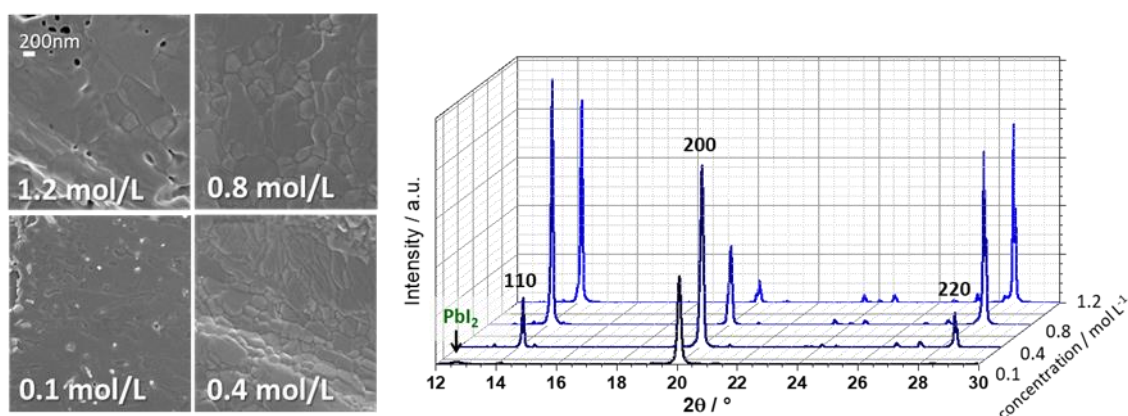 200nm
1.2 mol/L
0.8 mol/L
0.1 mol/L
0.4 mol/L
Intensity / a.u.
110
200
220
PbI₂
12 14 16 18 20 22 24 26 28 30
2θ / °
0.1
0.4
0.8
1.2
concentration / mol L⁻¹